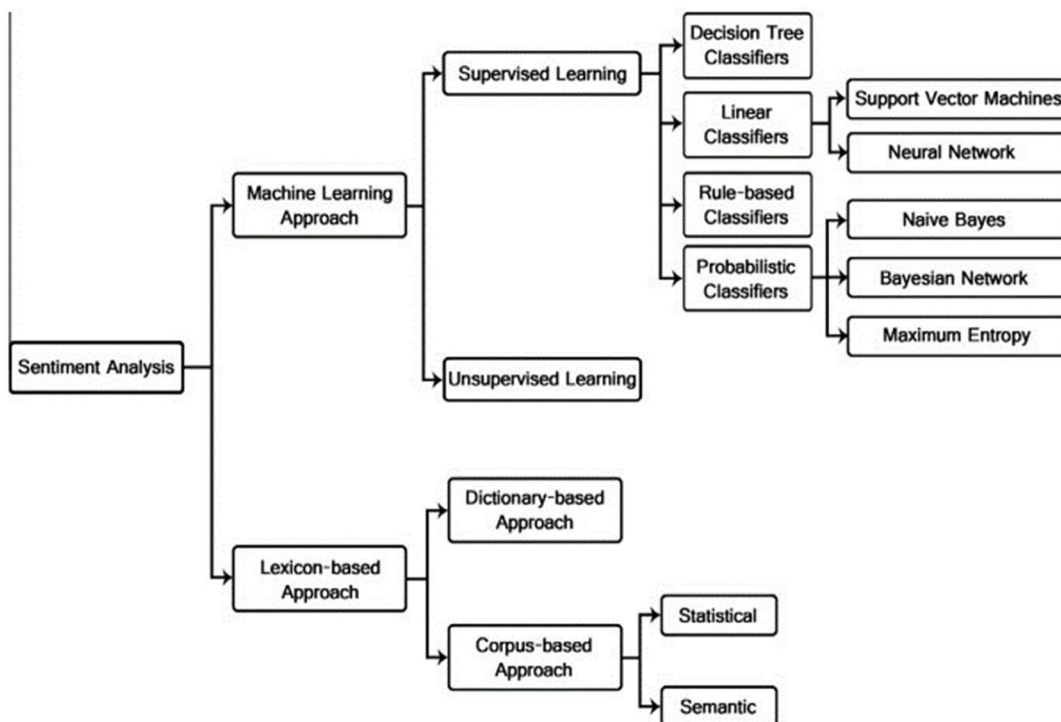 Sentiment Analysis
Machine Learning
Approach
Supervised Learning
Decision Tree
Classifiers
Linear
Classifiers
Support Vector Machines
Neural Network
Rule-based
Classifiers
Probabilistic
Classifiers
Naive Bayes
Bayesian Network
Maximum Entropy
Unsupervised Learning
Lexicon-based
Approach
Dictionary-based
Approach
Corpus-based
Approach
Statistical
Semantic